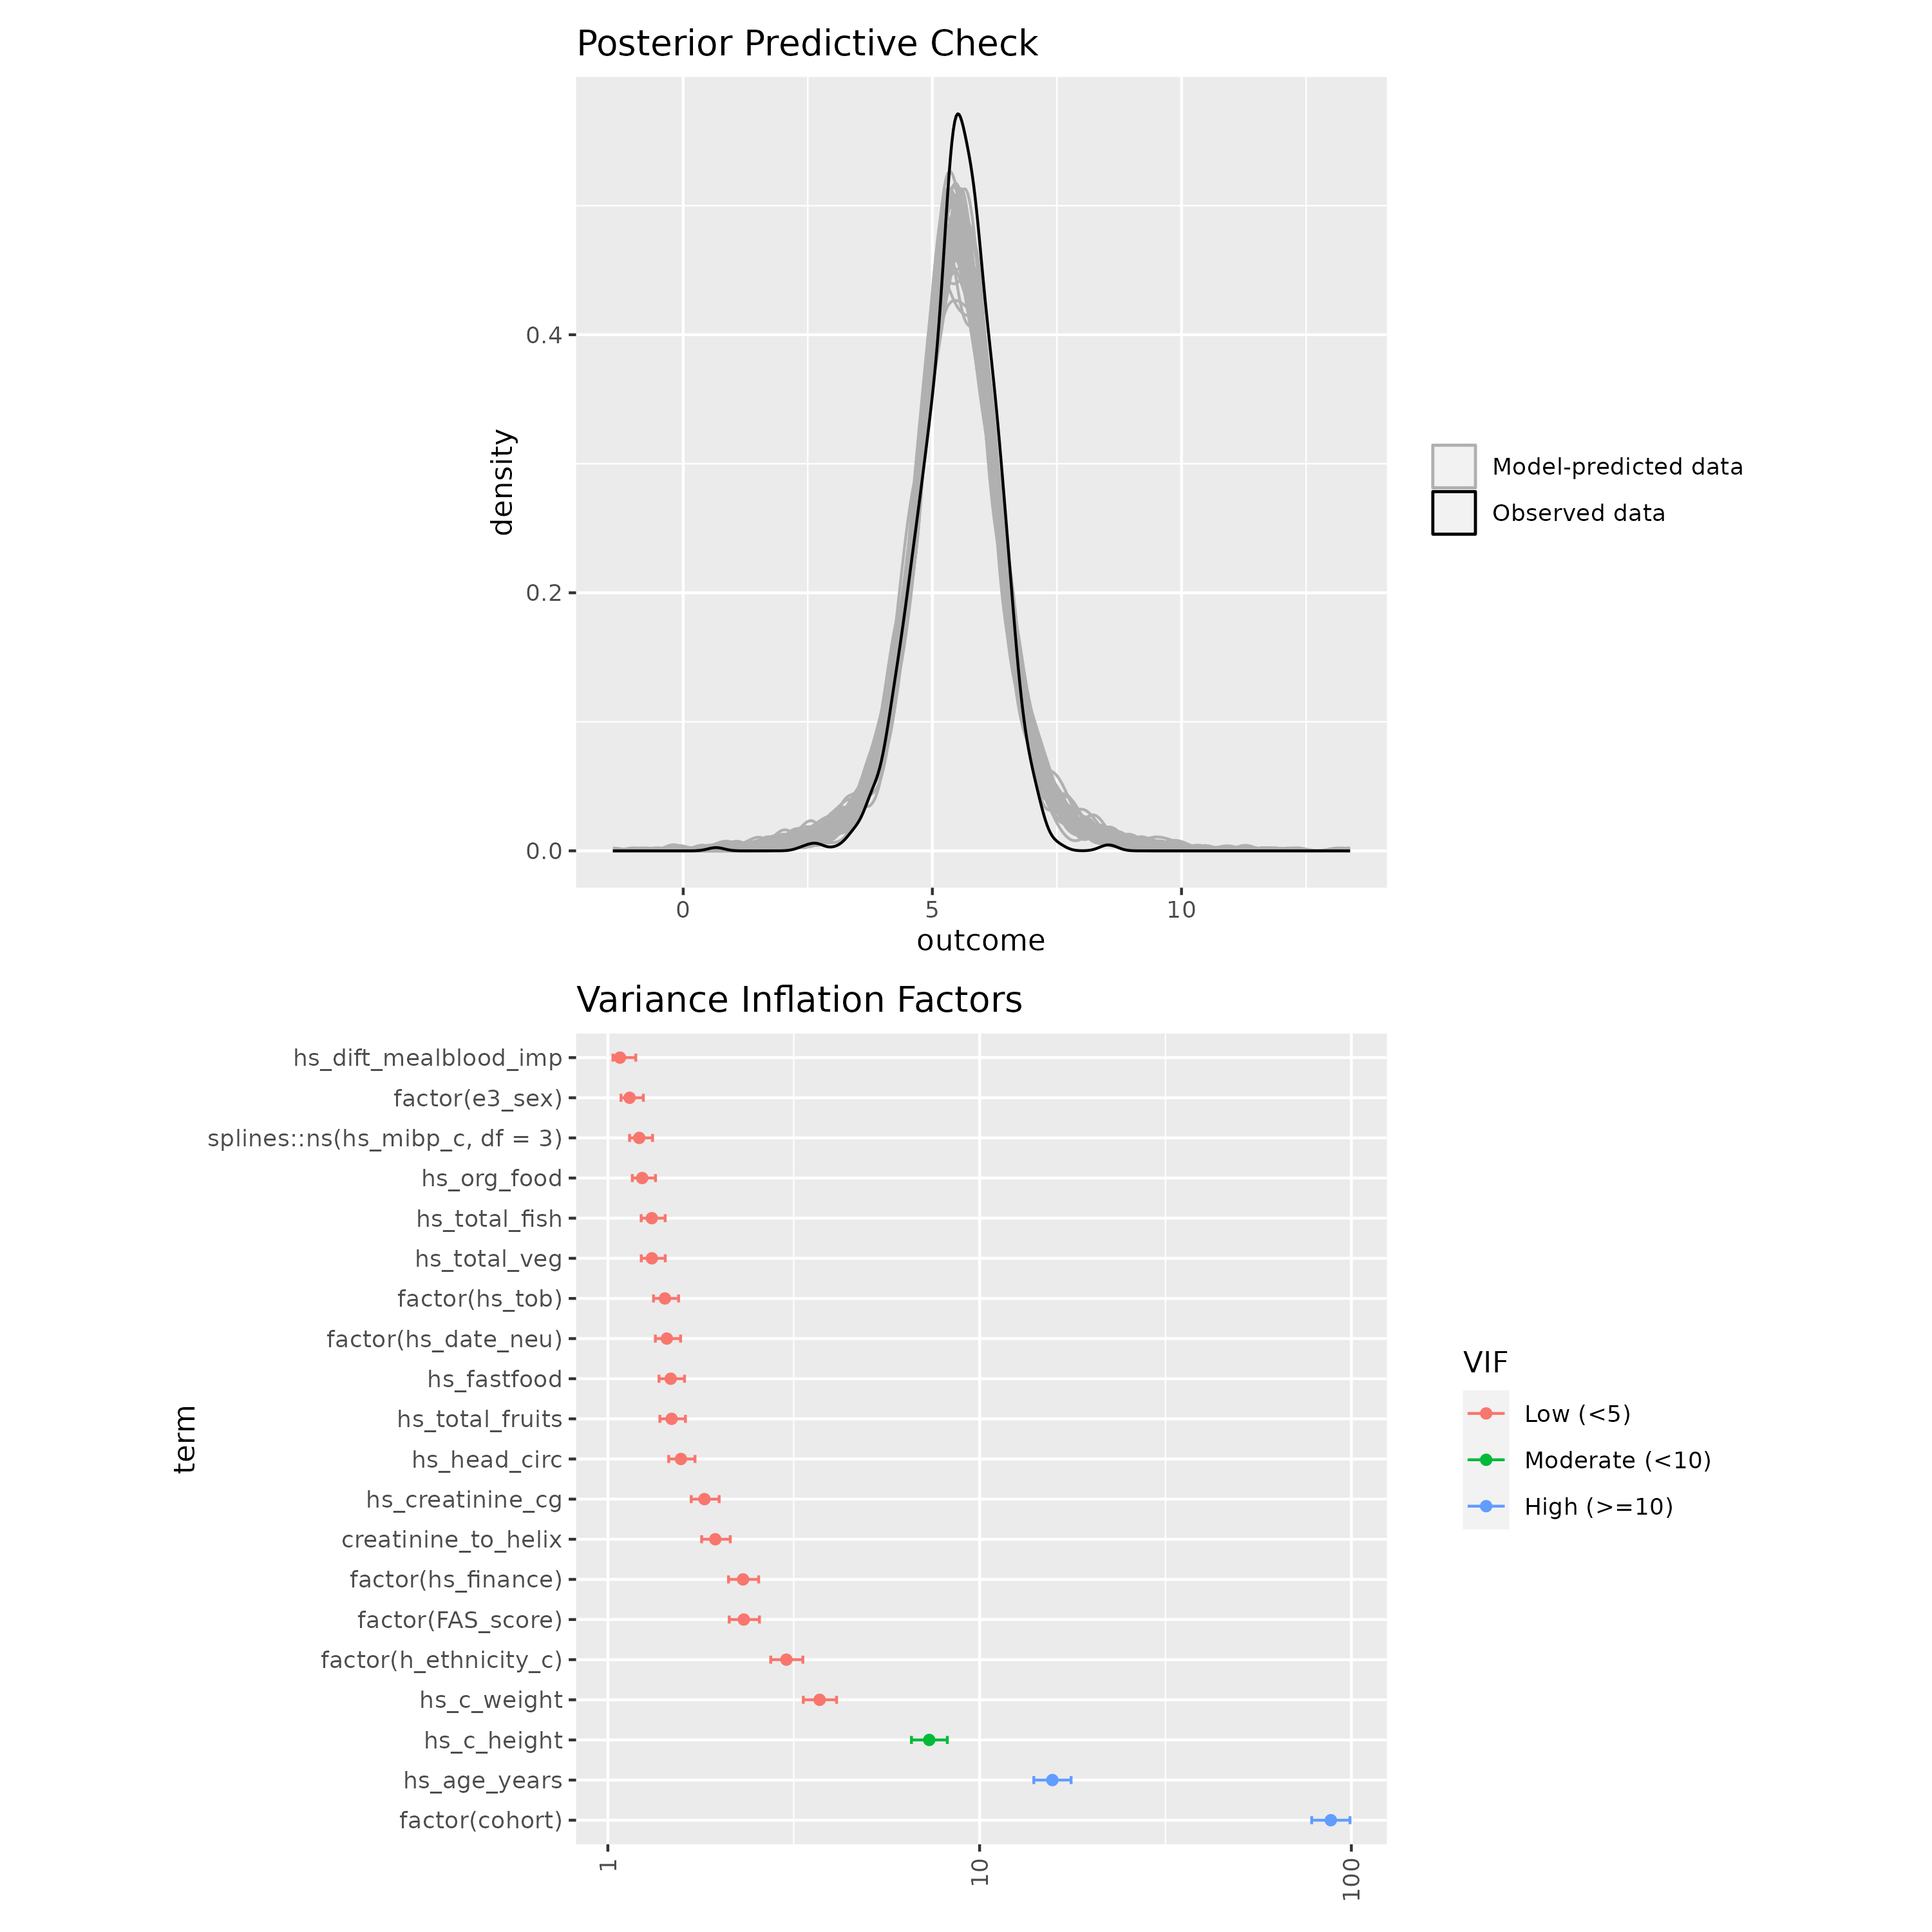 Posterior Predictive Check
density
0.4
0.2
0.0
0
5
10
outcome
Model-predicted data
Observed data
Variance Inflation Factors
term
hs_dift_mealblood_imp
factor(e3_sex)
splines::ns(hs_mibp_c, df = 3)
hs_org_food
hs_total_fish
hs_total_veg
factor(hs_tob)
factor(hs_date_neu)
hs_fastfood
hs_total_fruits
hs_head_circ
hs_creatinine_cg
creatinine_to_helix
factor(hs_finance)
factor(FAS_score)
factor(h_ethnicity_c)
hs_c_weight
hs_c_height
hs_age_years
factor(cohort)
1
10
100
VIF
Low (<5)
Moderate (<10)
High (>=10)